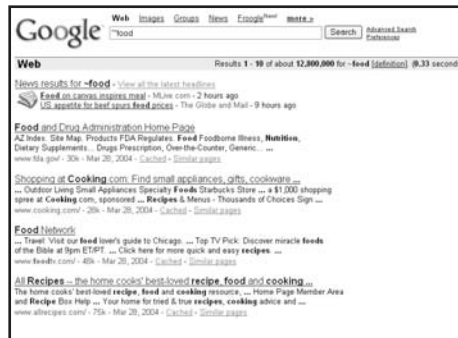 Google
Web Images Groups News Froogle New! more »
~food
Search
Advanced Search
Preferences
Web Results 1 - 10 of about 12,800,000 for ~food [definition]. (0.33 second
News results for ~food - View all the latest headlines
Food on canvas inspires meal - MLive.com - 2 hours ago
US appetite for beef spurs food prices - The Globe and Mail - 9 hours ago
Food and Drug Administration Home Page
AZ Index. Site Map. Products FDA Regulates. Food Foodborne Illness, Nutrition,
Dietary Supplements... Drugs Prescription, Over-the-Counter, Generic... ...
www.fda.gov/ - 30k - Mar 28, 2004 - Cached - Similar pages
Shopping at Cooking.com: Find small appliances, gifts, cookware ...
... Outdoor Living Small Appliances Specialty Foods Starbucks Store ... a $1,000 shopping
spree at Cooking.com, sponsored ... Recipes & Menus - Thousands of Choices Sign ...
www.cooking.com/ - 28k - Mar 28, 2004 - Cached - Similar pages
Food Network
... Travel: Visit our food lover's guide to Chicago. ... Top TV Pick: Discover miracle foods
of the Bible at 9pm ET/PT. ... Click here for more quick and easy recipes. ...
www.foodtv.com/ - 48k - Mar 28, 2004 - Cached - Similar pages
All Recipes -- the home cooks' best-loved recipe, food and cooking ...
The home cooks' best-loved recipe, food and cooking resource, ... Home Page Member Area
and Recipe Box Help ... Your home for tried & true recipes, cooking advice and ...
www.allrecipes.com/ - 75k - Mar 28, 2004 - Cached - Similar pages